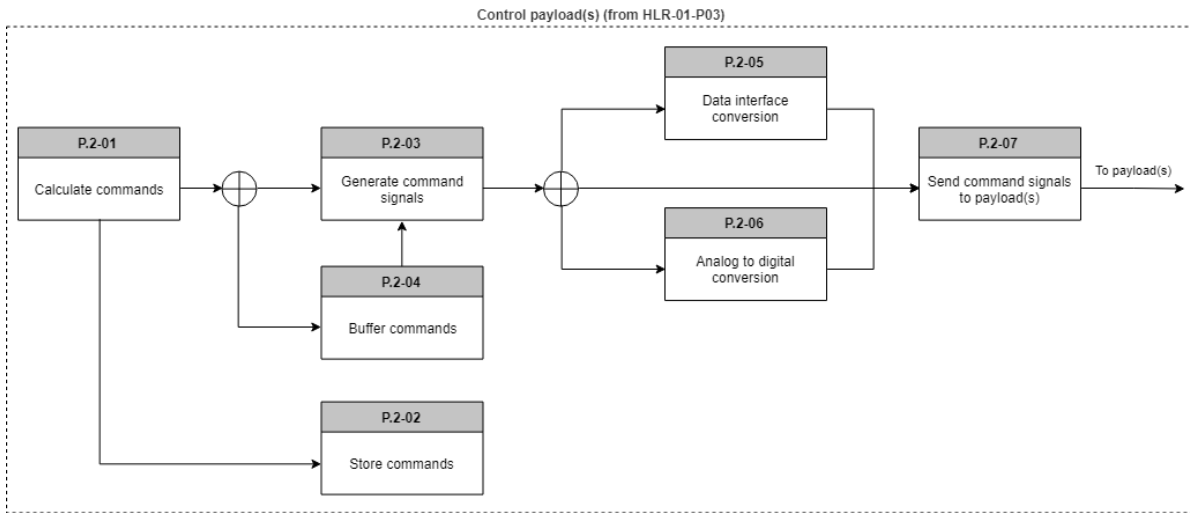 Control payload(s) (from HLR-01-P03)
P.2-05
Data interface
conversion
P.2-01
Calculate commands
P.2-03
Generate command
signals
P.2-07
Send command signals
to payload(s)
To payload(s)
P.2-06
Analog to digital
conversion
P.2-04
Buffer commands
P.2-02
Store commands